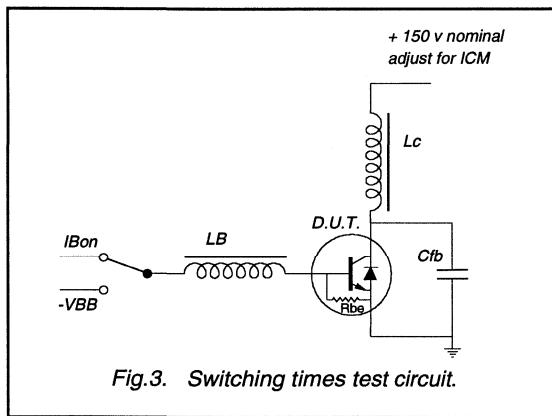 + 150 v nominal
adjust for ICM
Lc
D.U.T.
LB
IBon
Cfb
-VBB
Rbe
Fig.3. Switching times test circuit.